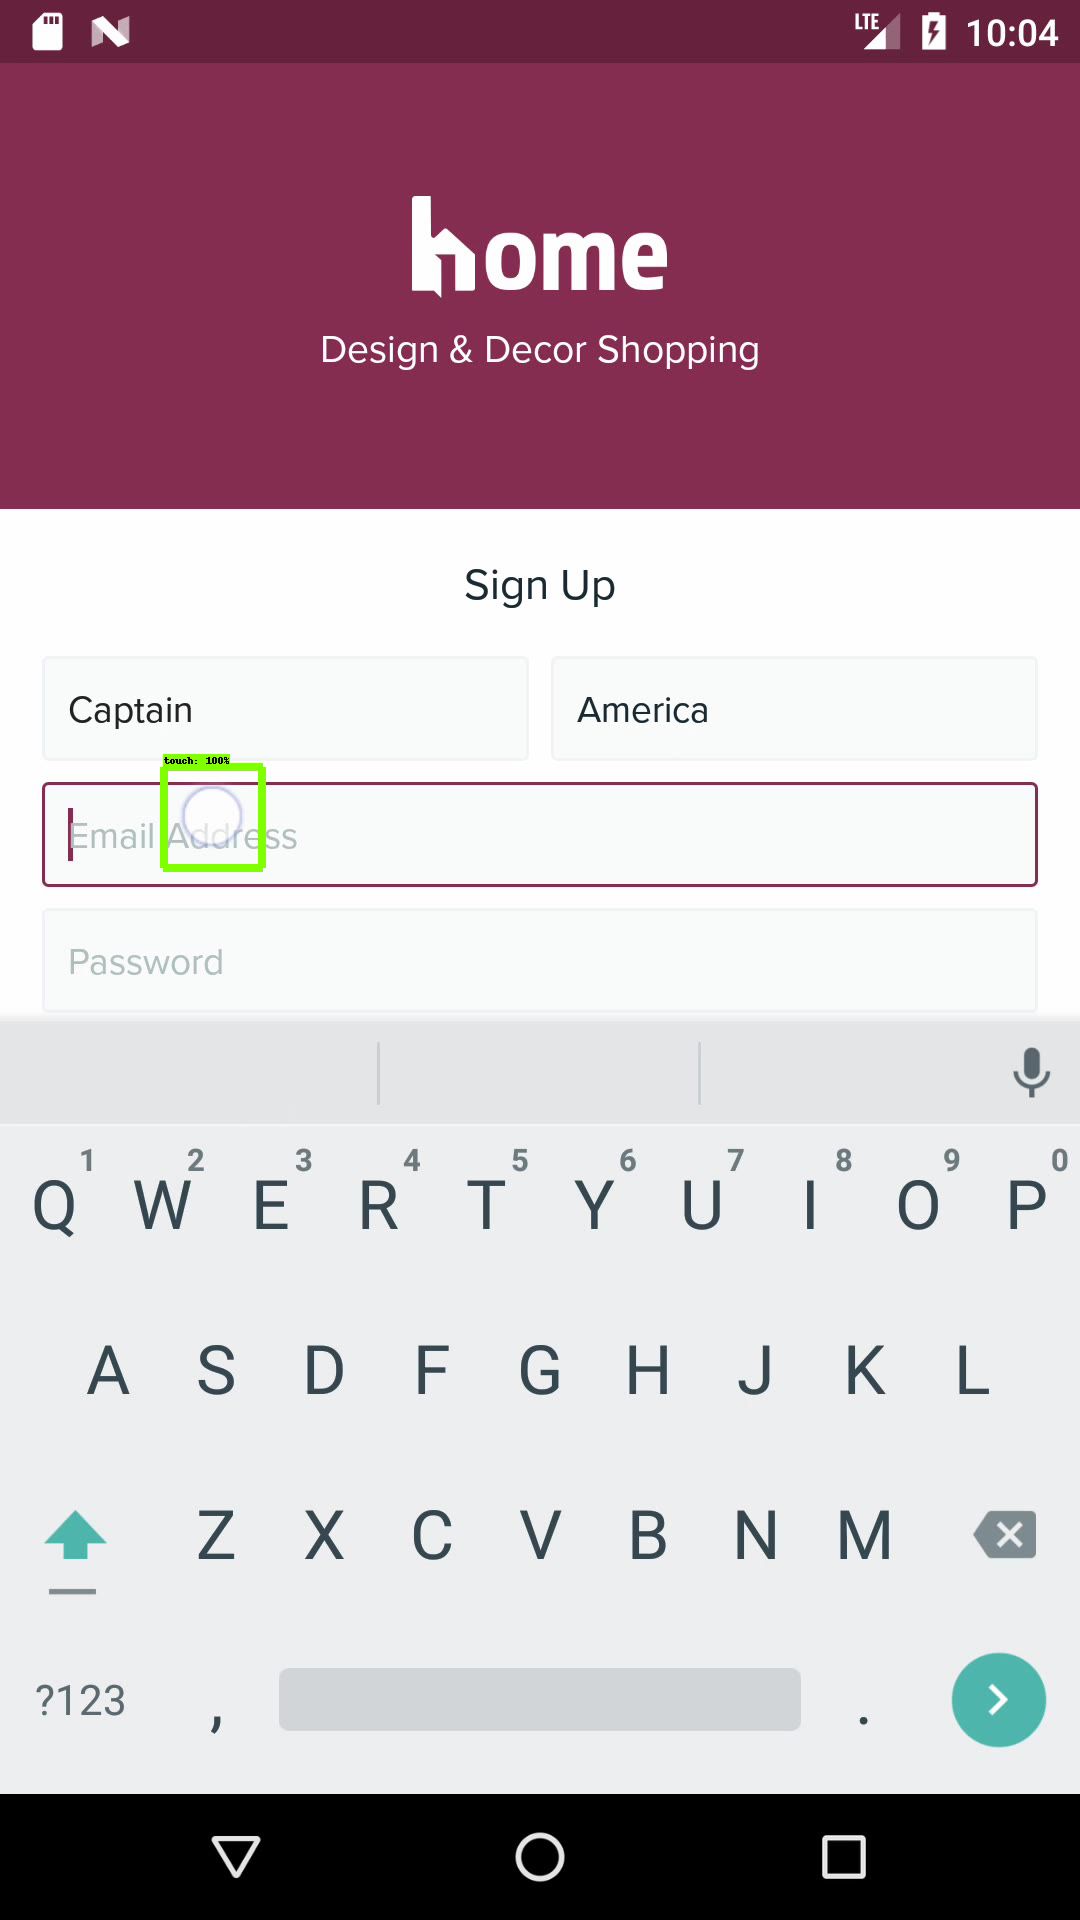 LTE 10:04
home
Design & Decor Shopping
Sign Up
Captain America
touch: 100%
Email Address
Password
1 2 3 4 5 6 7 8 9 0
Q W E R T Y U I O P
A S D F G H J K L
Z X C V B N M
?123 , .